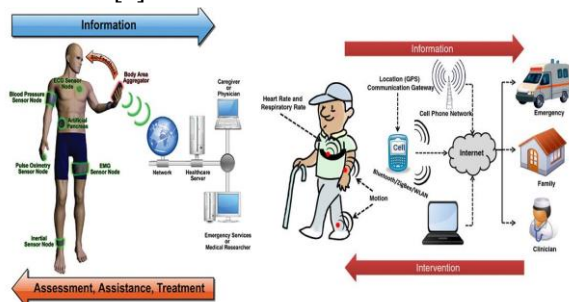 Information
Bio-Feedback
ECG Sensor
Node
Body Area
Aggregator
Blood Pressure
Sensor Node
Artificial
Pancreas
Pulse Oximetry
Sensor Node
EMG
Sensor Node
Inertial
Sensor Node
Caregiver
or
Physician
Network
Healthcare
Server
Emergency Services
or
Medical Researcher
Assessment, Assistance, Treatment
Information
Location (GPS)
Communication Gateway
Cell Phone Network
Heart Rate and
Respiratory Rate
Cell
Bluetooth/ZigBee/WLAN
Internet
Motion
Emergency
Family
Clinician
Intervention